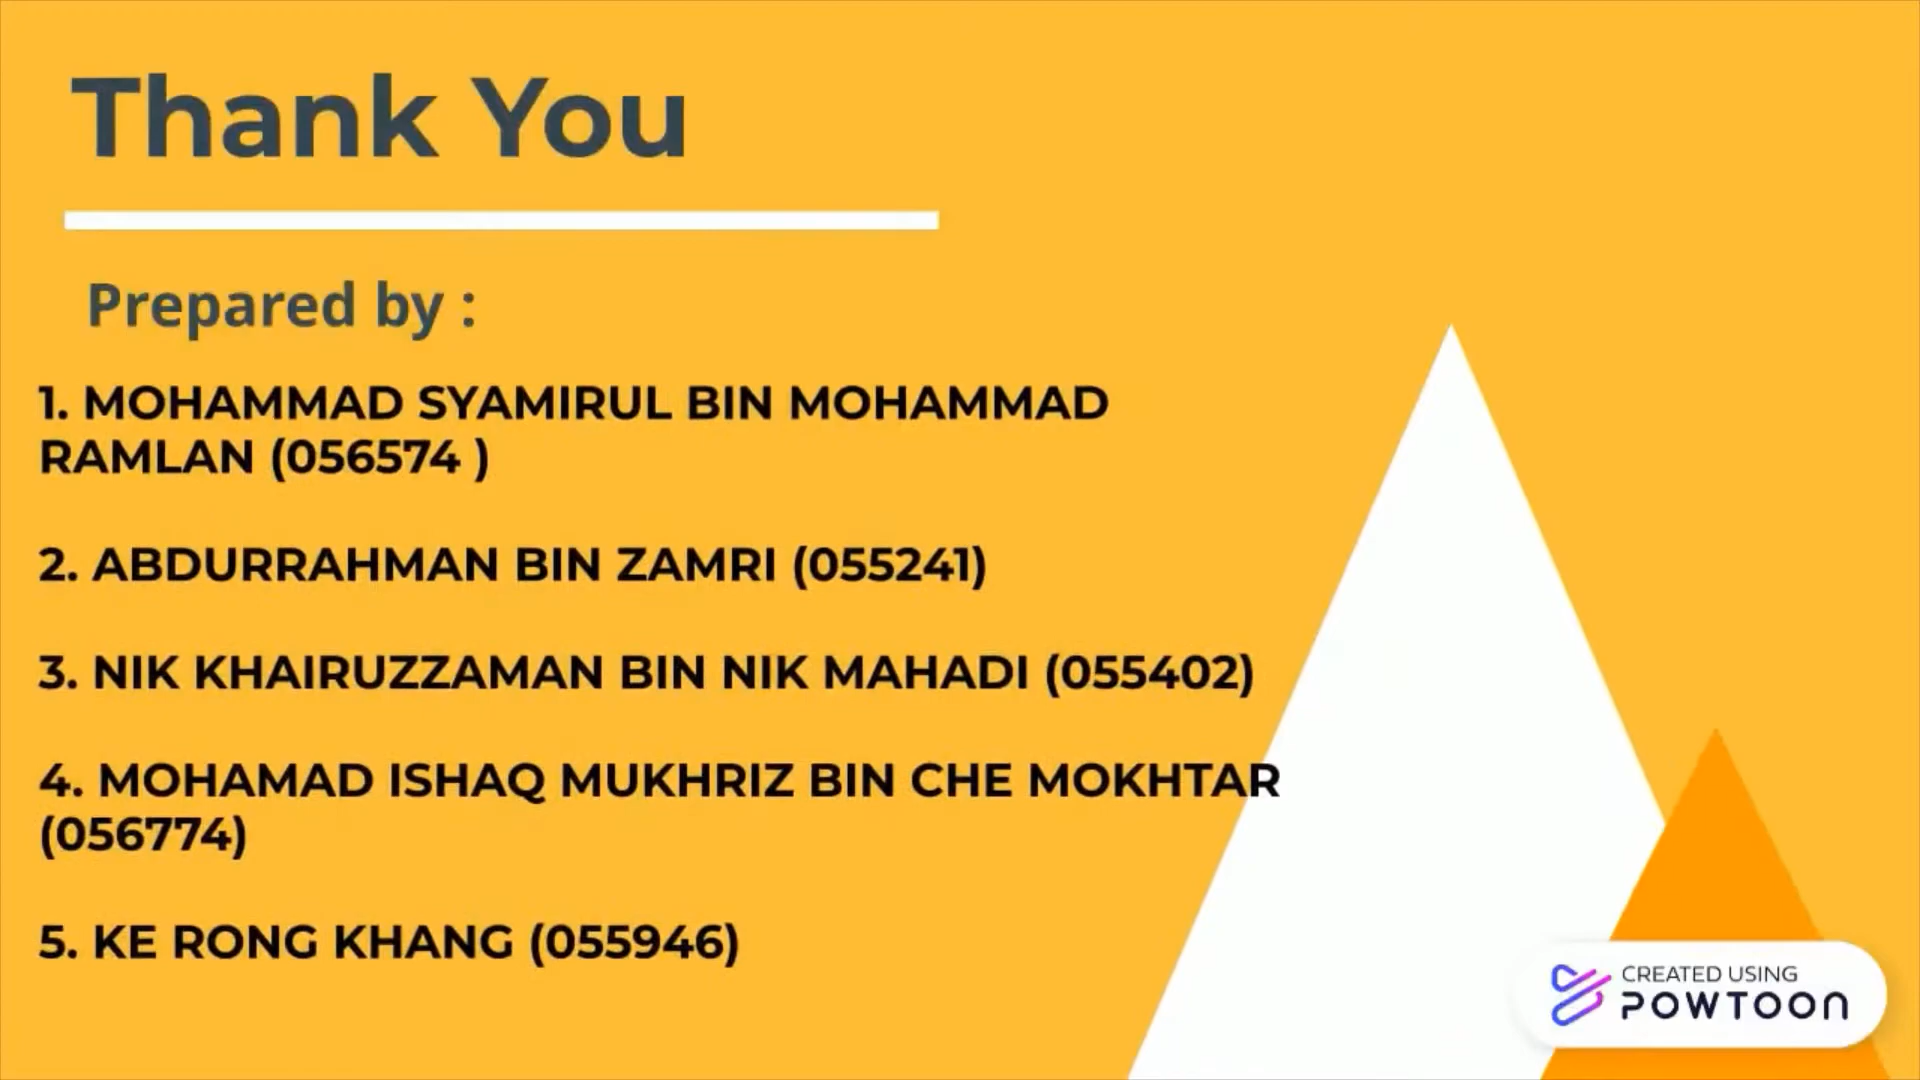 Thank You
Prepared by :
1. MOHAMMAD SYAMIRUL BIN MOHAMMAD
RAMLAN (056574 )
2. ABDURRAHMAN BIN ZAMRI (055241)
3. NIK KHAIRUZZAMAN BIN NIK MAHADI (055402)
4. MOHAMAD ISHAQ MUKHRIZ BIN CHE MOKHTAR
(056774)
5. KE RONG KHANG (055946)
CREATED USING
POWTOON